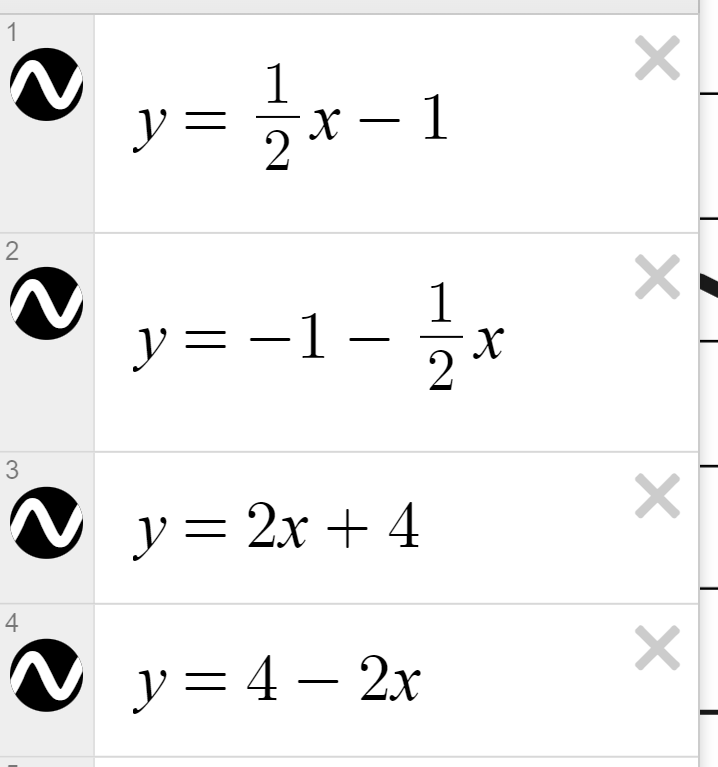 1
y = 1/2 x − 1
2
y = −1 − 1/2 x
3
y = 2x + 4
4
y = 4 − 2x